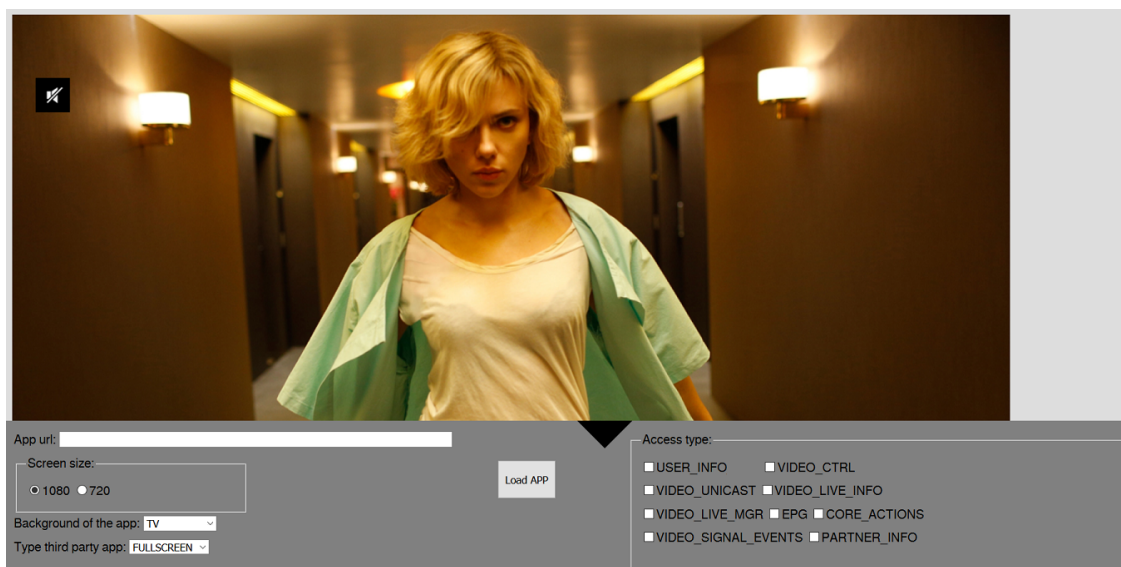 App url:
Screen size:
1080 720
Load APP
Background of the app: TV
Type third party app: FULLSCREEN
Access type:
USER_INFO VIDEO_CTRL
VIDEO_UNICAST VIDEO_LIVE_INFO
VIDEO_LIVE_MGR EPG CORE_ACTIONS
VIDEO_SIGNAL_EVENTS PARTNER_INFO